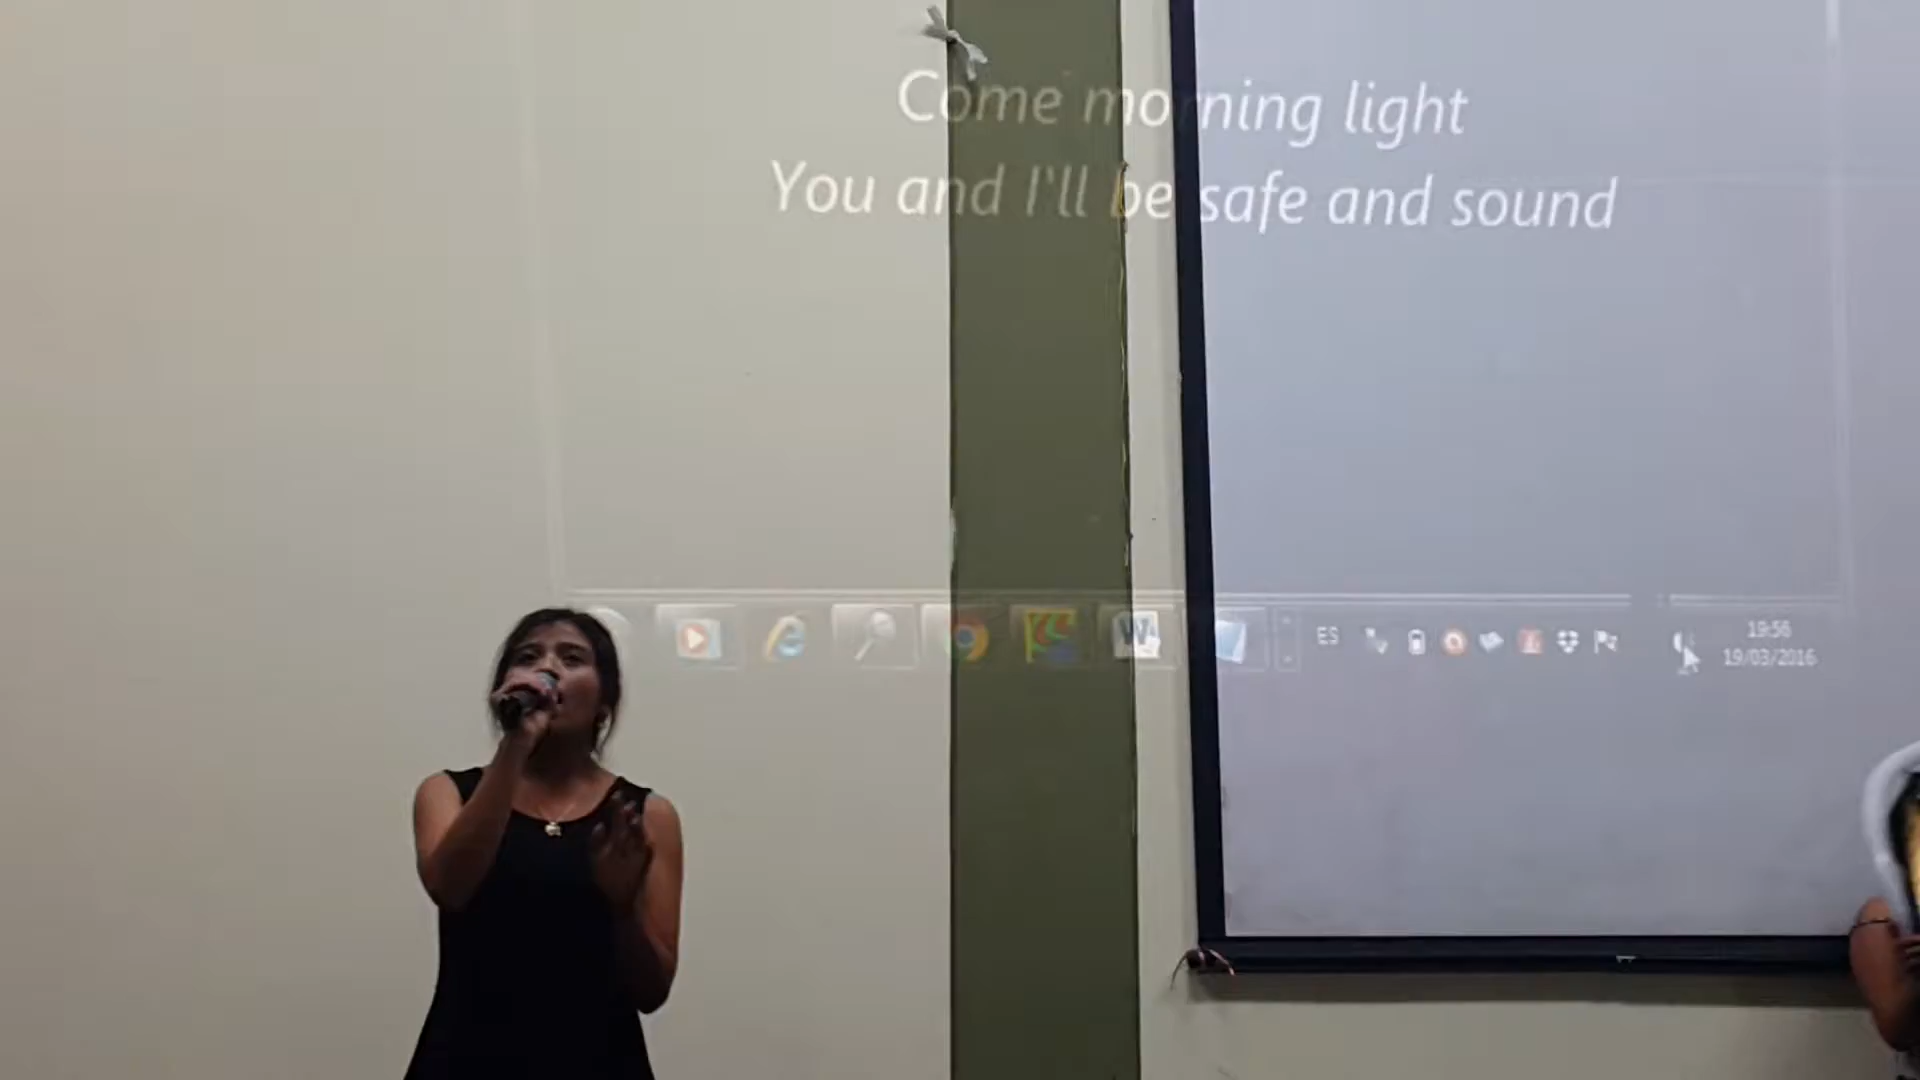 Come morning light
You and I'll be safe and sound
W
ES
19:56
19/03/2016